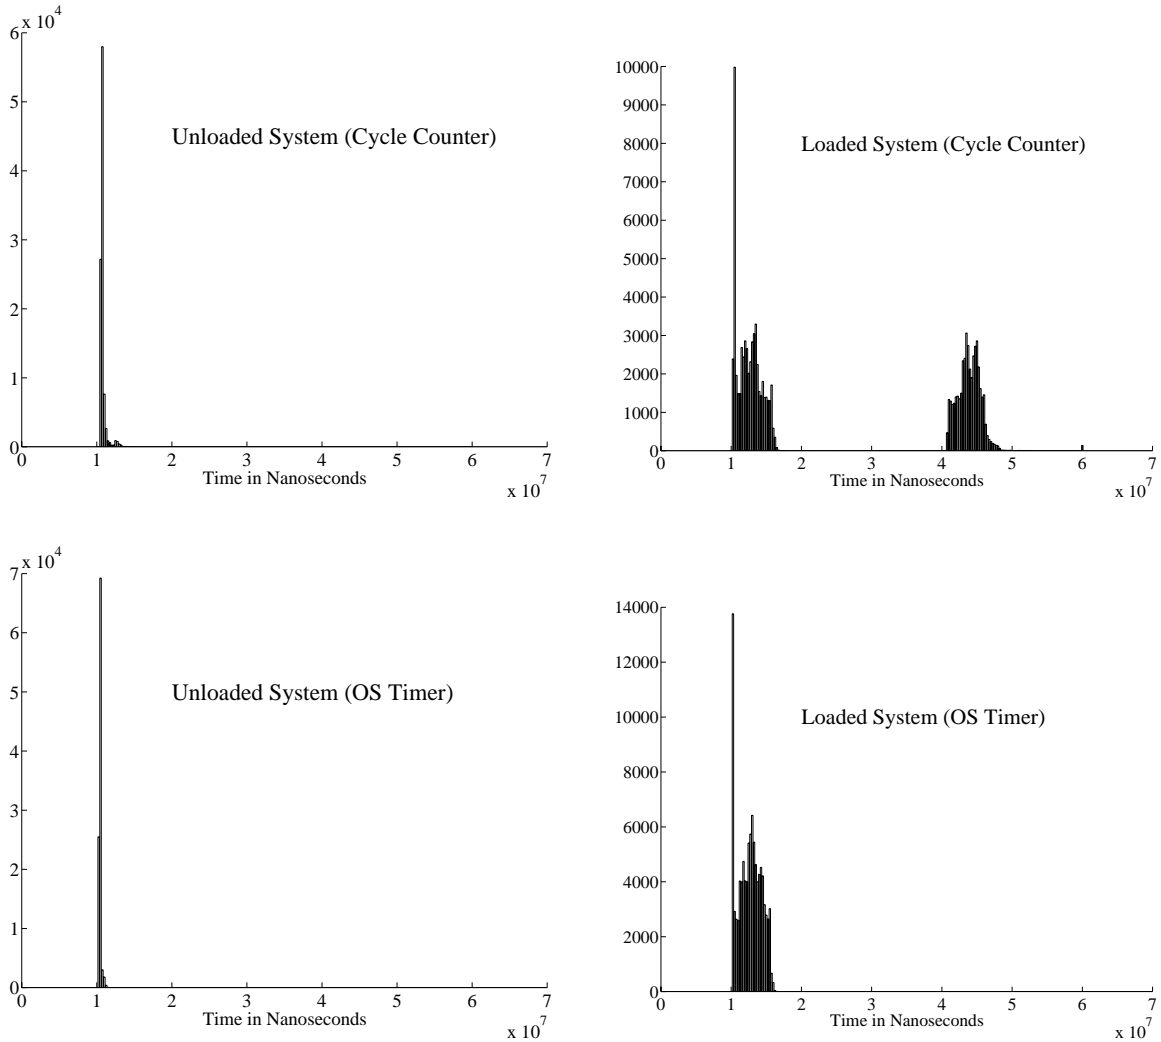 x 10^4
6
5
4
3
2
1
0
Unloaded System (Cycle Counter)
0 1 2 3 4 5 6 7
Time in Nanoseconds
x 10^7
10000
9000
8000
7000
6000
5000
4000
3000
2000
1000
0
Loaded System (Cycle Counter)
0 1 2 3 4 5 6 7
Time in Nanoseconds
x 10^7
x 10^4
7
6
5
4
3
2
1
0
Unloaded System (OS Timer)
0 1 2 3 4 5 6 7
Time in Nanoseconds
x 10^7
14000
12000
10000
8000
6000
4000
2000
0
Loaded System (OS Timer)
0 1 2 3 4 5 6 7
Time in Nanoseconds
x 10^7